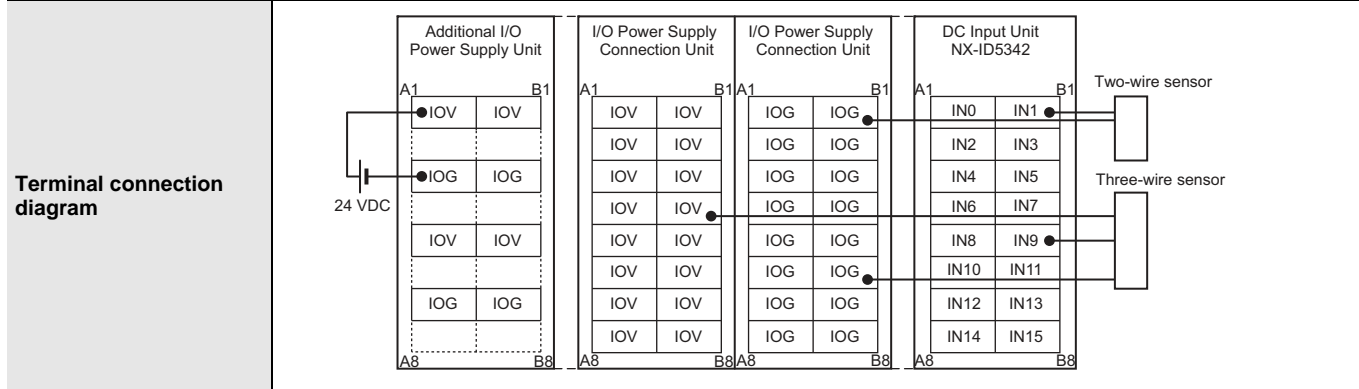 Terminal connection
diagram
Additional I/O
Power Supply Unit
I/O Power Supply
Connection Unit
I/O Power Supply
Connection Unit
DC Input Unit
NX-ID5342
Two-wire sensor
Three-wire sensor
24 VDC
A1 B1 A1 B1 A1 B1
IOV IOV IOV IOV IOG IOG IN0 IN1
IOV IOV IOG IOG IN2 IN3
IOG IOG IOV IOV IOG IOG IN4 IN5
IOV IOV IOG IOG IN6 IN7
IOV IOV IOV IOV IOG IOG IN8 IN9
IOV IOV IOG IOG IN10 IN11
IOG IOG IOV IOV IOG IOG IN12 IN13
IOV IOV IOG IOG IN14 IN15
A8 B8 A8 B8 A8 B8 A8 B8